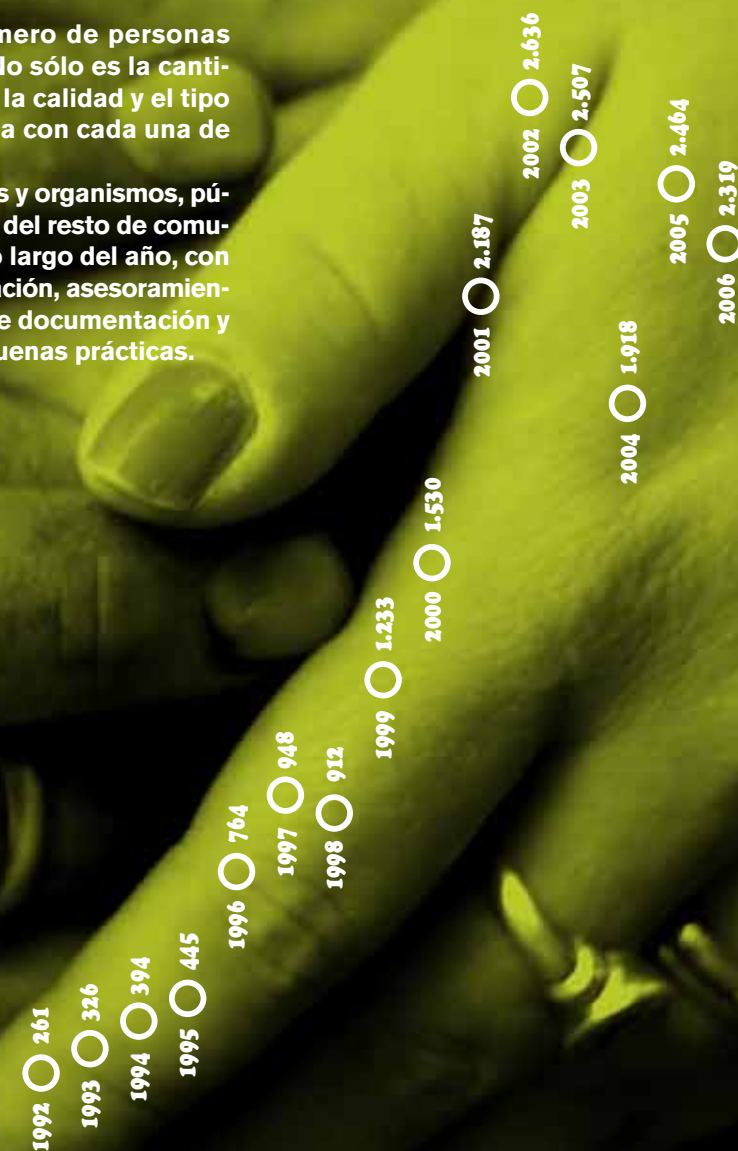 mero de personas
No sólo es la canti-
la calidad y el tipo
a con cada una de
s y organismos, pú-
del resto de comu-
o largo del año, con
ación, asesoramien-
e documentación y
uenas prácticas.
1992 261
1993 326
1994 394
1995 445
1996 764
1997 948
1998 912
1999 1.233
2000 1.530
2001 2.187
2002 2.636
2003 2.507
2004 1.918
2005 2.464
2006 2.319